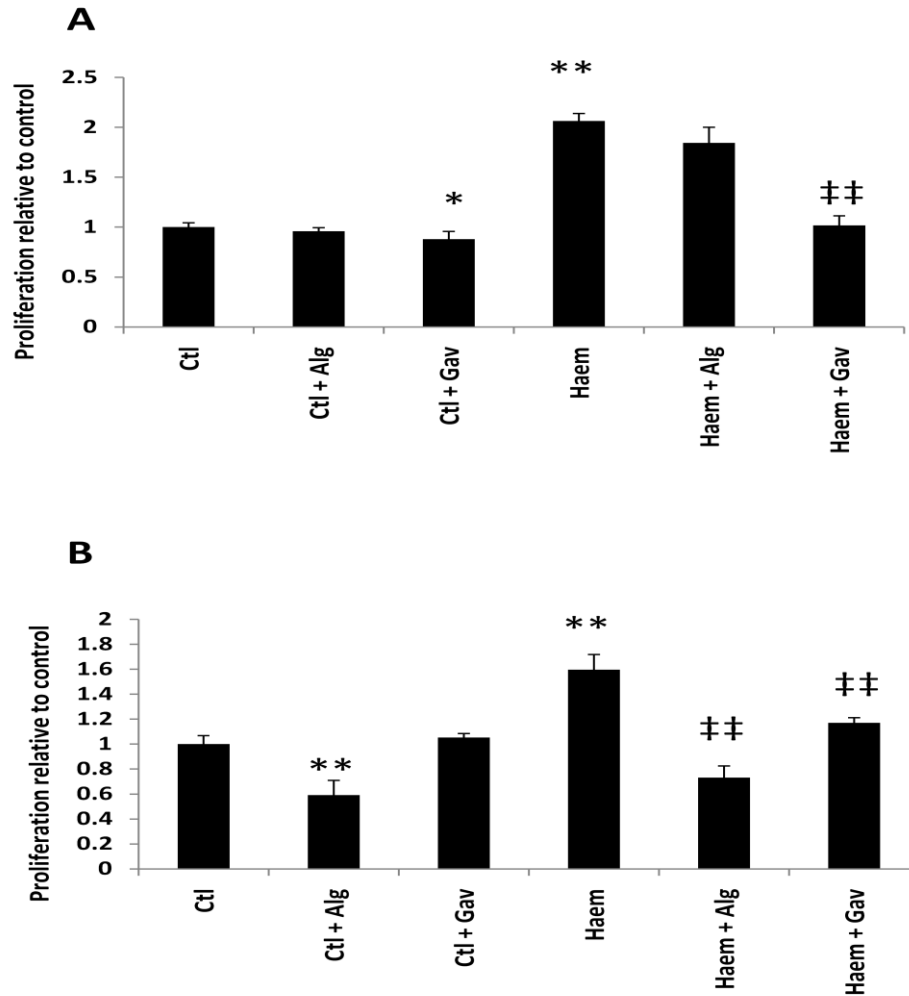 A
Proliferation relative to control
2.5
2
1.5
1
0.5
0
**
*
‡‡
Ctl
Ctl + Alg
Ctl + Gav
Haem
Haem + Alg
Haem + Gav
B
Proliferation relative to control
2
1.8
1.6
1.4
1.2
1
0.8
0.6
0.4
0.2
0
**
**
‡‡
‡‡
Ctl
Ctl + Alg
Ctl + Gav
Haem
Haem + Alg
Haem + Gav